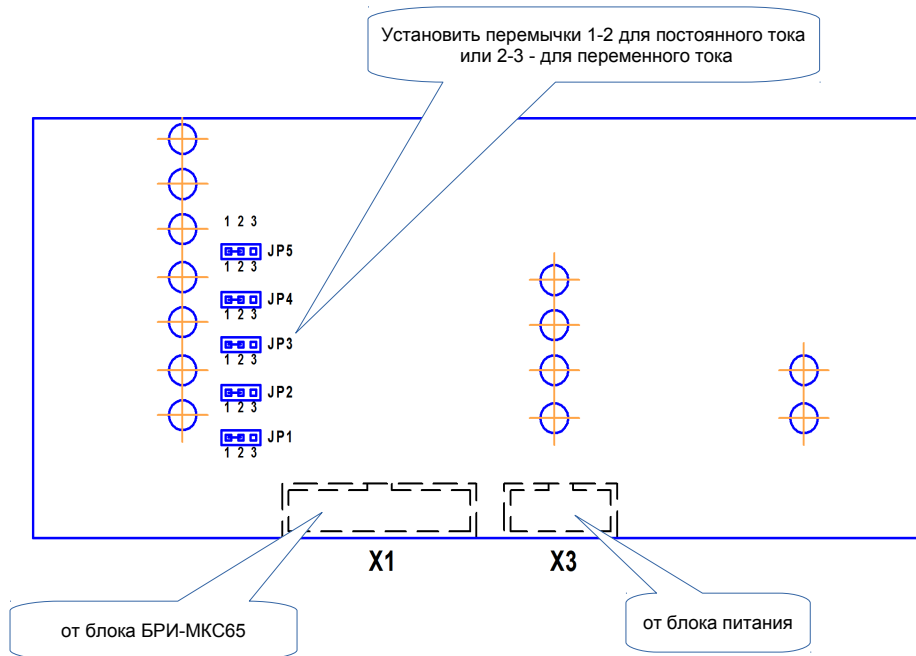 Установить перемычки 1-2 для постоянного тока
или 2-3 - для переменного тока
1 2 3
JP5
1 2 3
JP4
1 2 3
JP3
1 2 3
JP2
1 2 3
JP1
1 2 3
X1
X3
от блока БРИ-МКС65
от блока питания